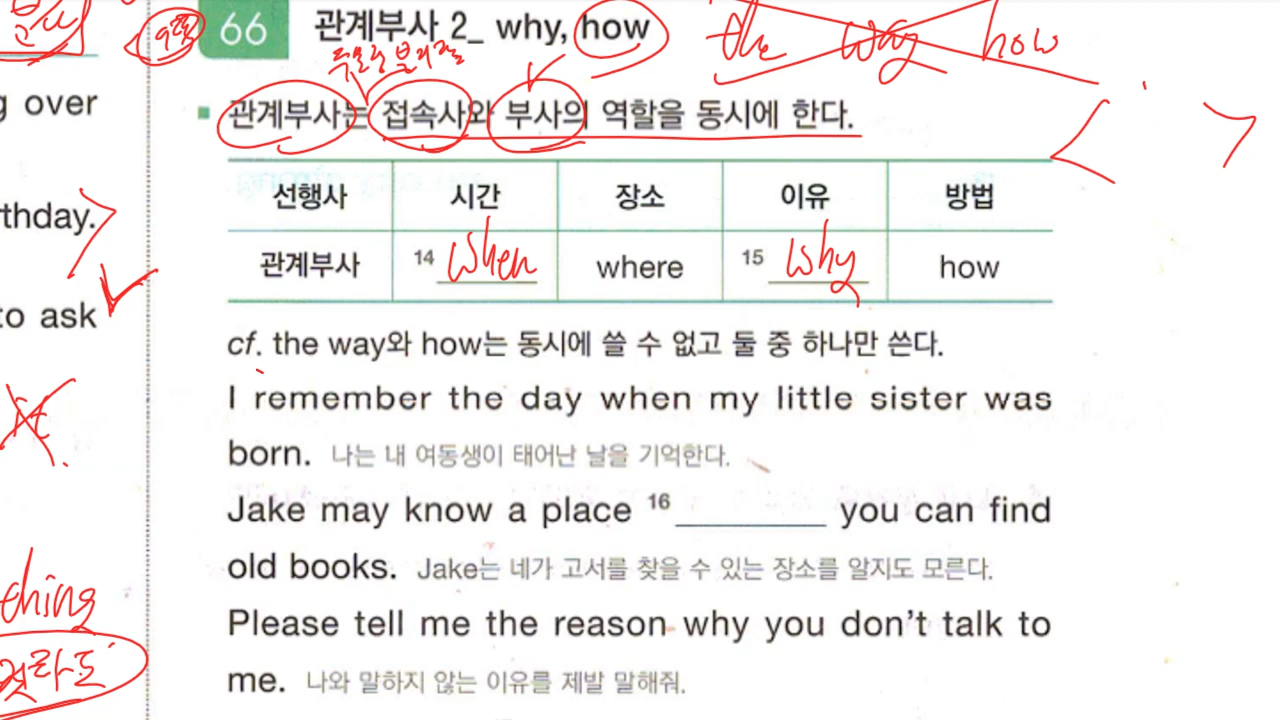 66 관계부사 2_ why, how
the way how
관계부사는 접속사와 부사의 역할을 동시에 한다.
선행사 시간 장소 이유 방법
관계부사 14 when where 15 why how
cf. the way와 how는 동시에 쓸 수 없고 둘 중 하나만 쓴다.
I remember the day when my little sister was
born. 나는 내 여동생이 태어난 날을 기억한다.
Jake may know a place 16 ________ you can find
old books. Jake는 네가 고서를 찾을 수 있는 장소를 알지도 모른다.
Please tell me the reason why you don't talk to
me. 나와 말하지 않는 이유를 제발 말해줘.
g over
rthday.
to ask
thing
것라도